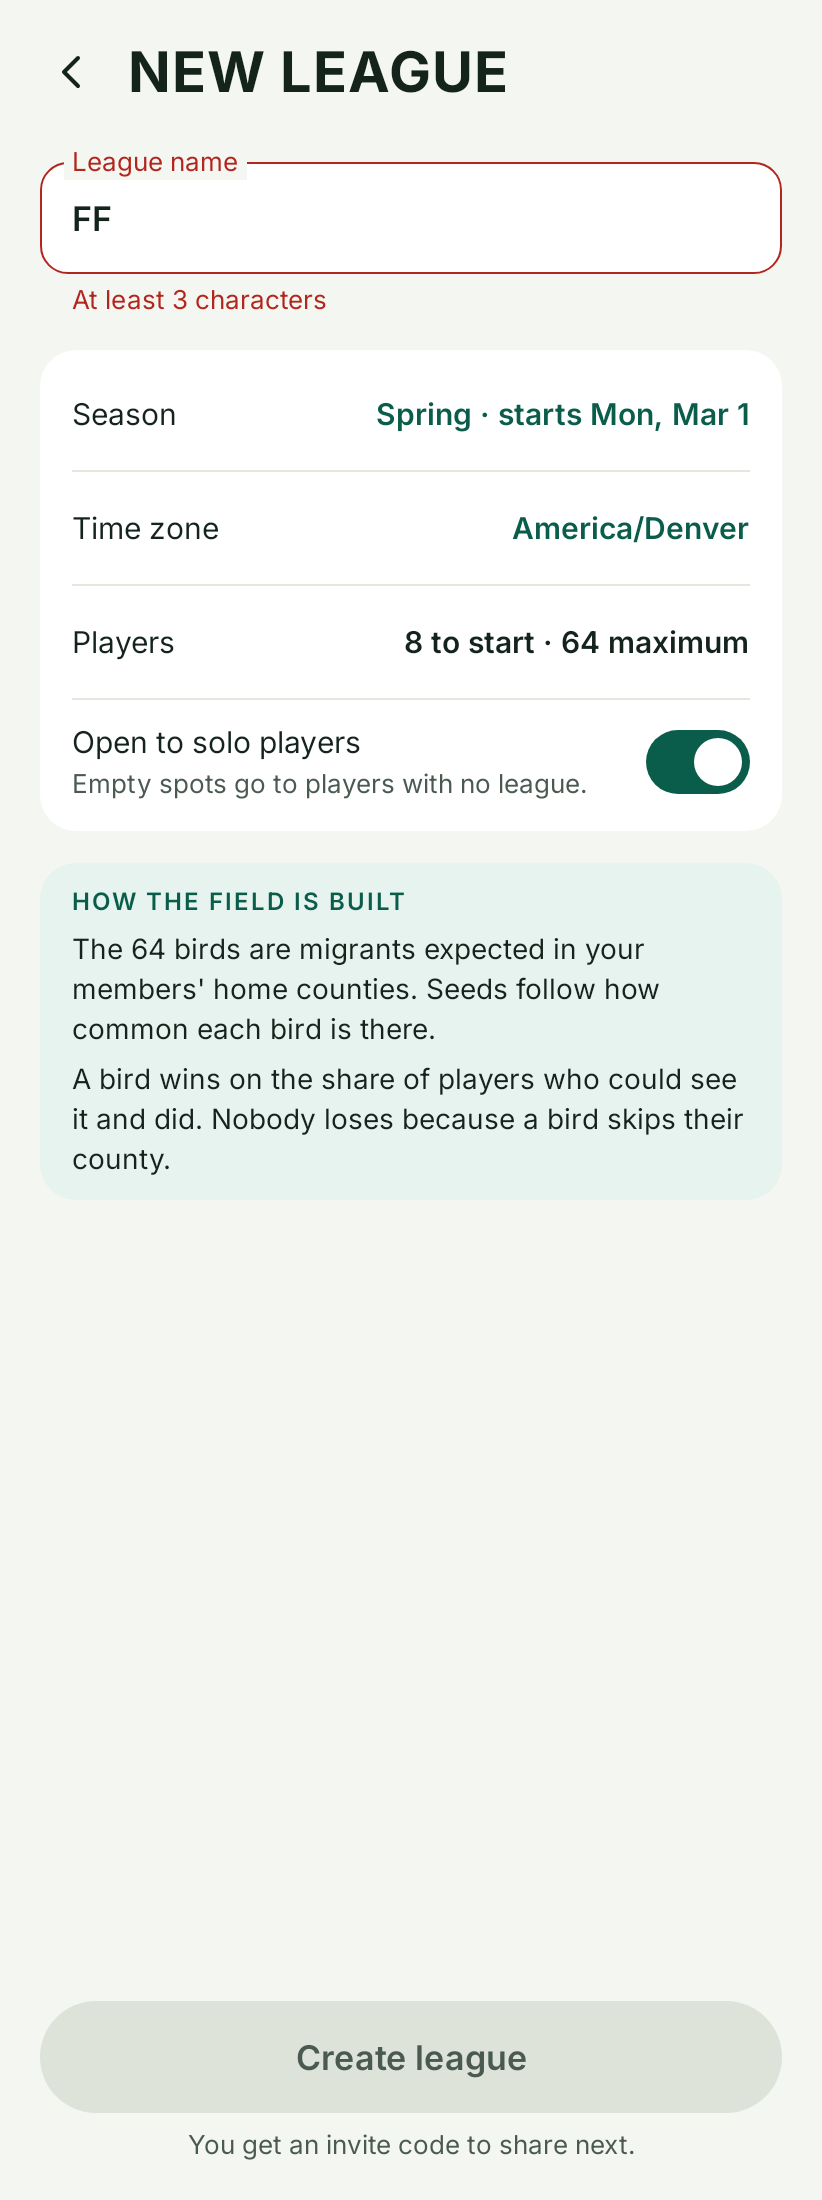 NEW LEAGUE
League name
FF
At least 3 characters
Season Spring · starts Mon, Mar 1
Time zone America/Denver
Players 8 to start · 64 maximum
Open to solo players
Empty spots go to players with no league.
HOW THE FIELD IS BUILT
The 64 birds are migrants expected in your
members' home counties. Seeds follow how
common each bird is there.
A bird wins on the share of players who could see
it and did. Nobody loses because a bird skips their
county.
Create league
You get an invite code to share next.